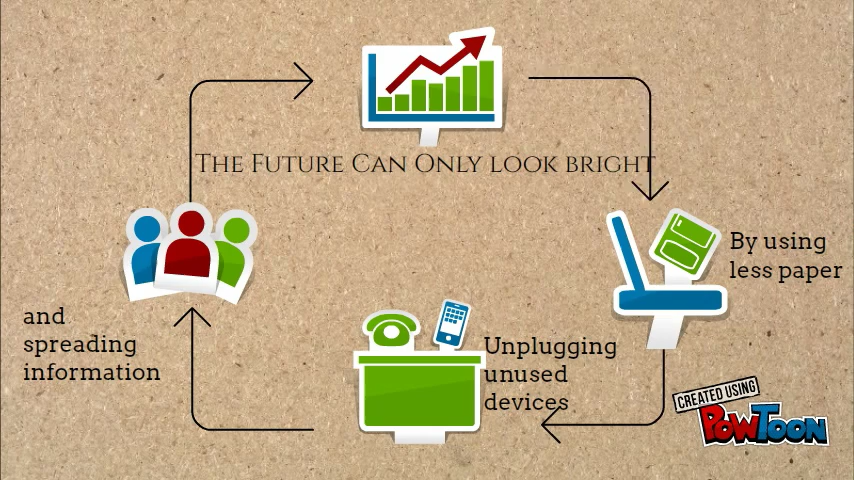 The Future Can Only look bright
By using
less paper
Unplugging
unused
devices
and
spreading
information
CREATED USING
POWTOON